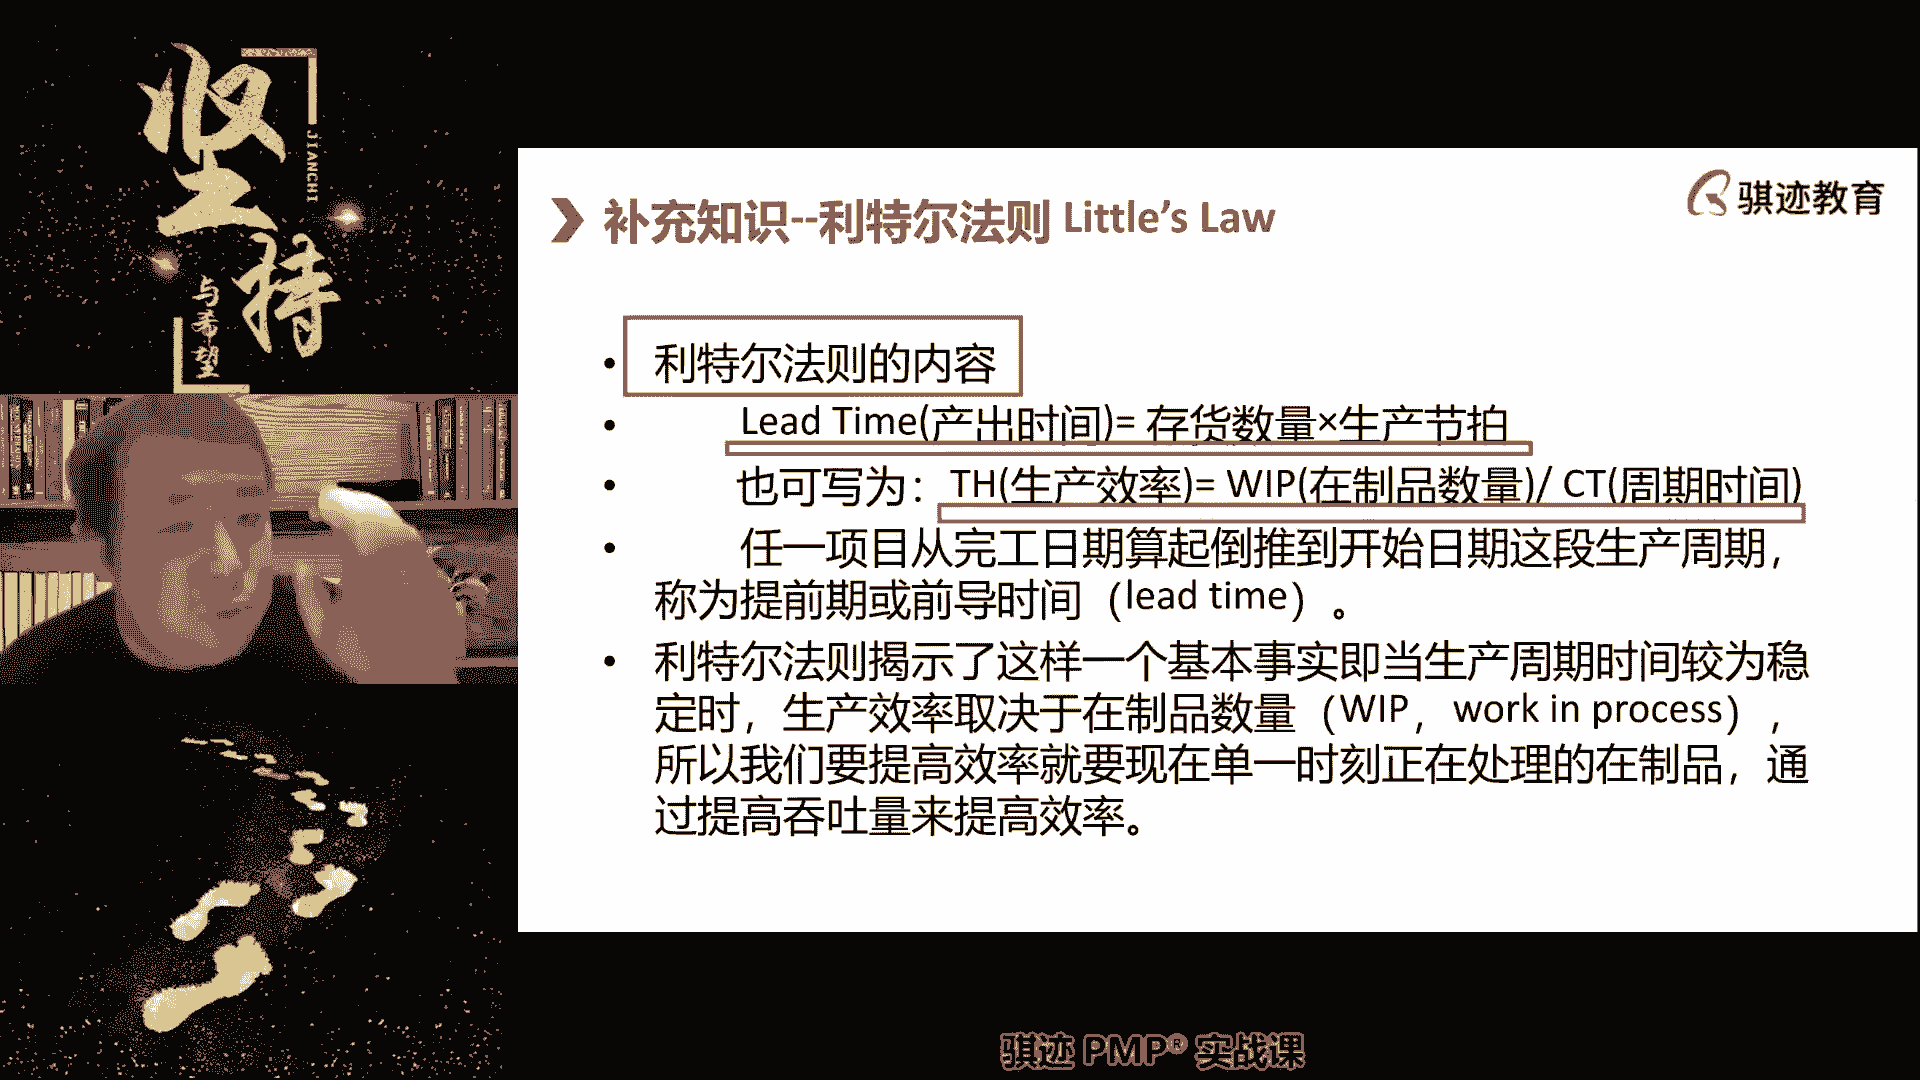 坚持
JIANCHI
与希望
骐迹教育
补充知识--利特尔法则 Little's Law
• 利特尔法则的内容
• Lead Time(产出时间)= 存货数量×生产节拍
• 也可写为：TH(生产效率)= WIP(在制品数量)/ CT(周期时间)
• 任一项目从完工日期算起倒推到开始日期这段生产周期，
称为提前期或前导时间（lead time）。
• 利特尔法则揭示了这样一个基本事实即当生产周期时间较为稳
定时，生产效率取决于在制品数量（WIP，work in process），
所以我们要提高效率就要现在单一时刻正在处理的在制品，通
过提高吞吐量来提高效率。
骐迹 PMP® 实战课